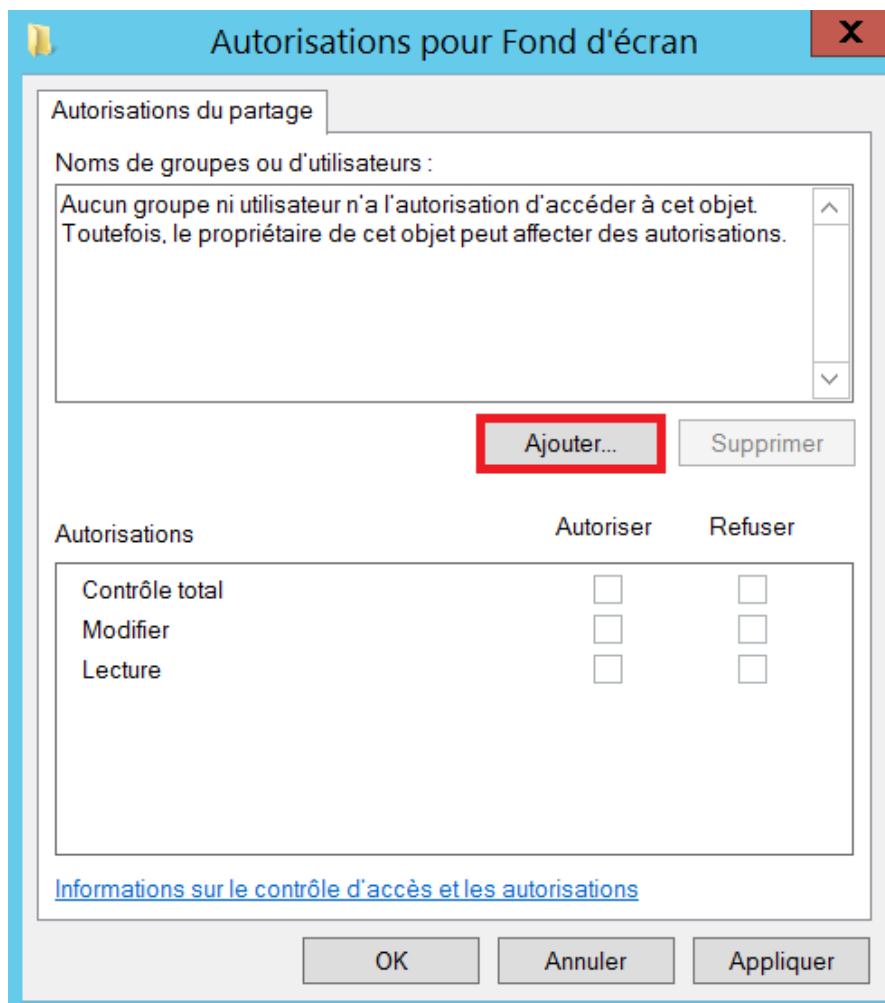 Autorisations pour Fond d'écran
X
Autorisations du partage
Noms de groupes ou d'utilisateurs :
Aucun groupe ni utilisateur n'a l'autorisation d'accéder à cet objet.
Toutefois, le propriétaire de cet objet peut affecter des autorisations.
Ajouter... Supprimer
Autorisations Autoriser Refuser
Contrôle total
Modifier
Lecture
Informations sur le contrôle d'accès et les autorisations
OK Annuler Appliquer